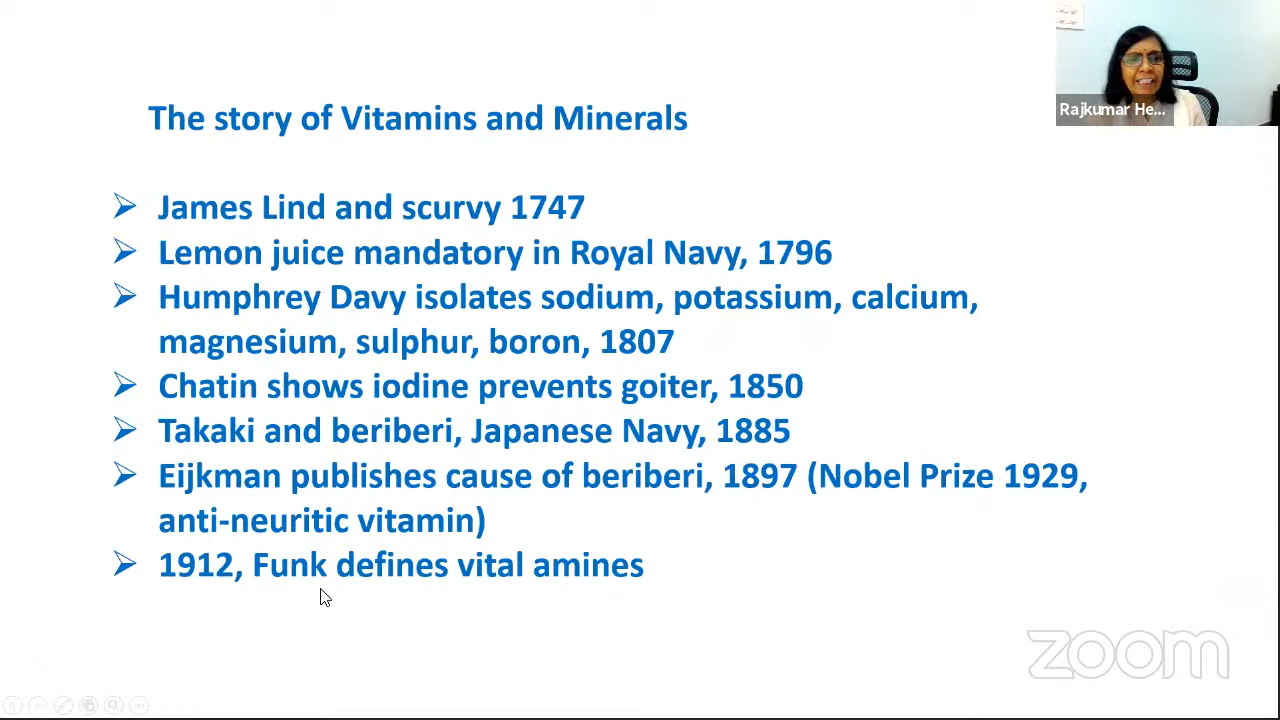 The story of Vitamins and Minerals
Rajkumar He...
James Lind and scurvy 1747
Lemon juice mandatory in Royal Navy, 1796
Humphrey Davy isolates sodium, potassium, calcium,
magnesium, sulphur, boron, 1807
Chatin shows iodine prevents goiter, 1850
Takaki and beriberi, Japanese Navy, 1885
Eijkman publishes cause of beriberi, 1897 (Nobel Prize 1929,
anti-neuritic vitamin)
1912, Funk defines vital amines
zoom